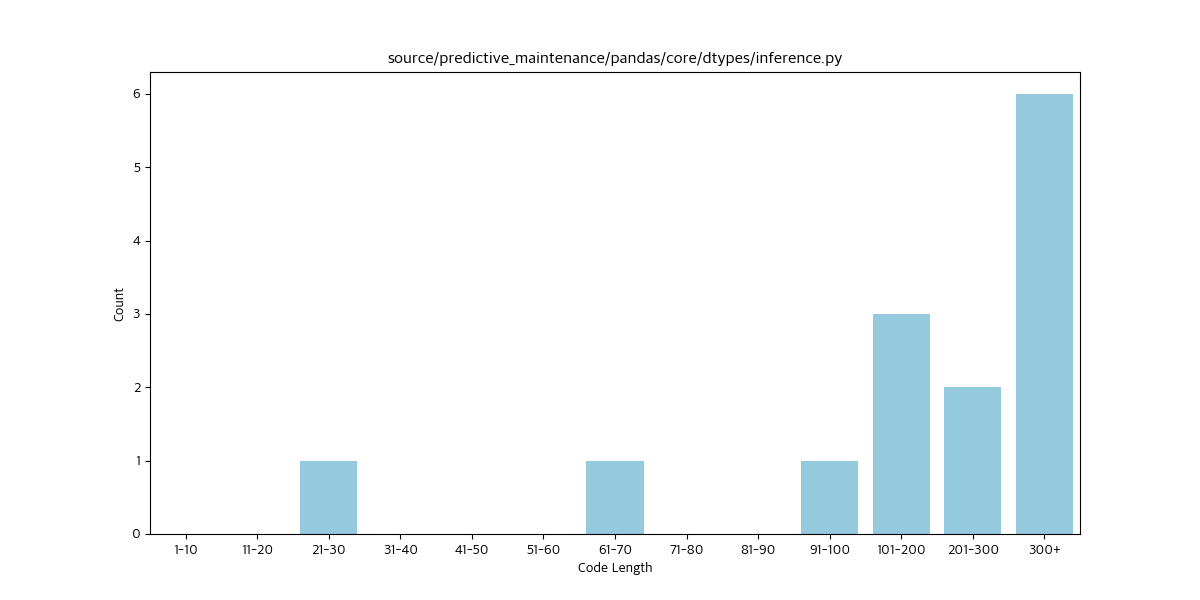 source/predictive_maintenance/pandas/core/dtypes/inference.py
6
5
4
3
2
1
0
Count
1-10 11-20 21-30 31-40 41-50 51-60 61-70 71-80 81-90 91-100 101-200 201-300 300+
Code Length